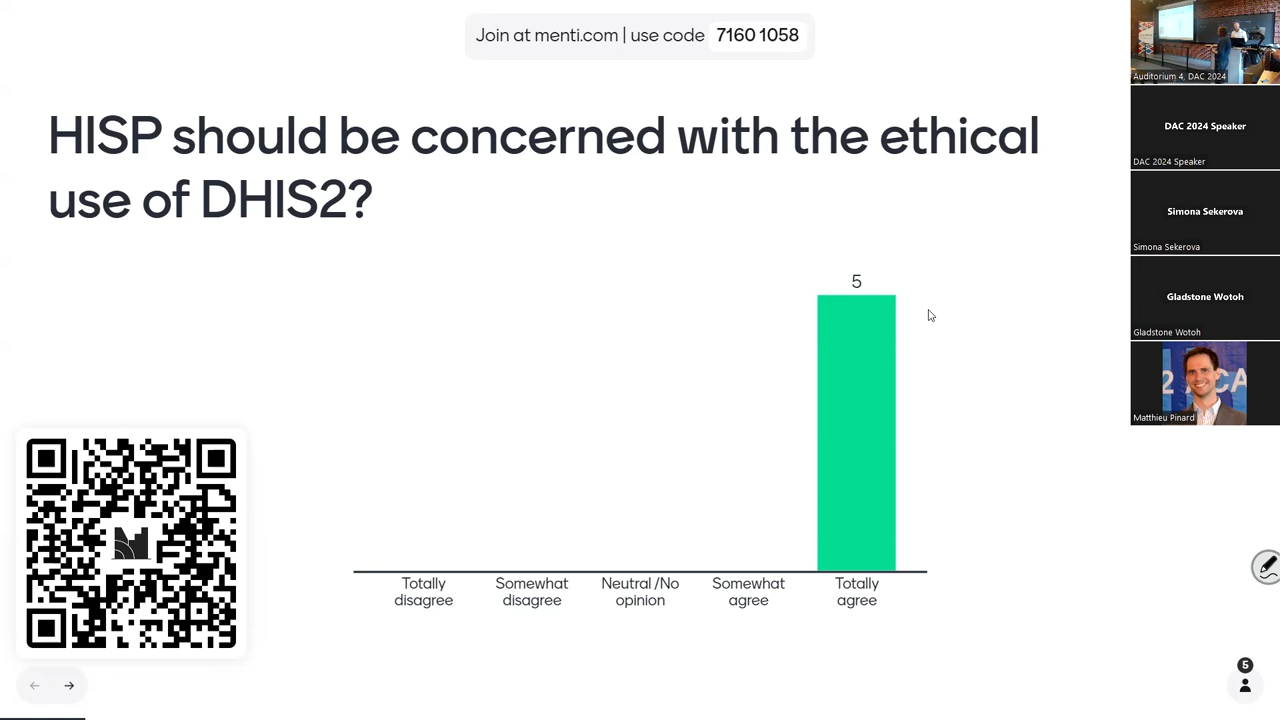 Join at menti.com | use code 7160 1058
HISP should be concerned with the ethical
use of DHIS2?
5
Totally
disagree
Somewhat
disagree
Neutral /No
opinion
Somewhat
agree
Totally
agree
5
Auditorium 4, DAC 2024
DAC 2024 Speaker
DAC 2024 Speaker
Simona Sekerova
Simona Sekerova
Gladstone Wotoh
Gladstone Wotoh
Matthieu Pinard